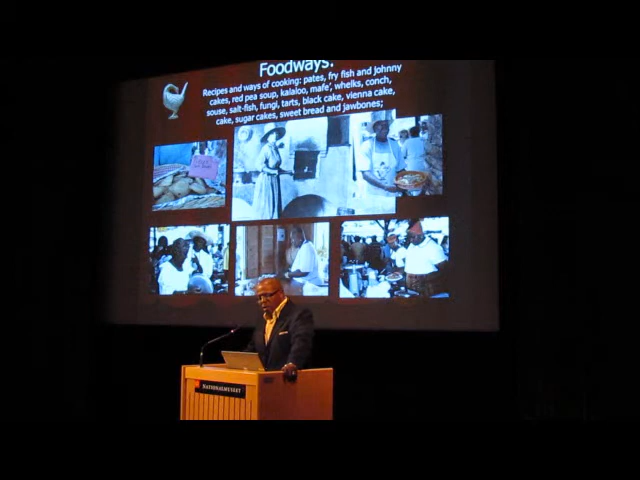 Foodways:
Recipes and ways of cooking: pates, fry fish and johnny
cakes, red pea soup, kalaloo, mafe', whelks, conch,
souse, salt-fish, fungi, tarts, black cake, vienna cake,
cake, sugar cakes, sweet bread and jawbones;
NATIONALMUSEET